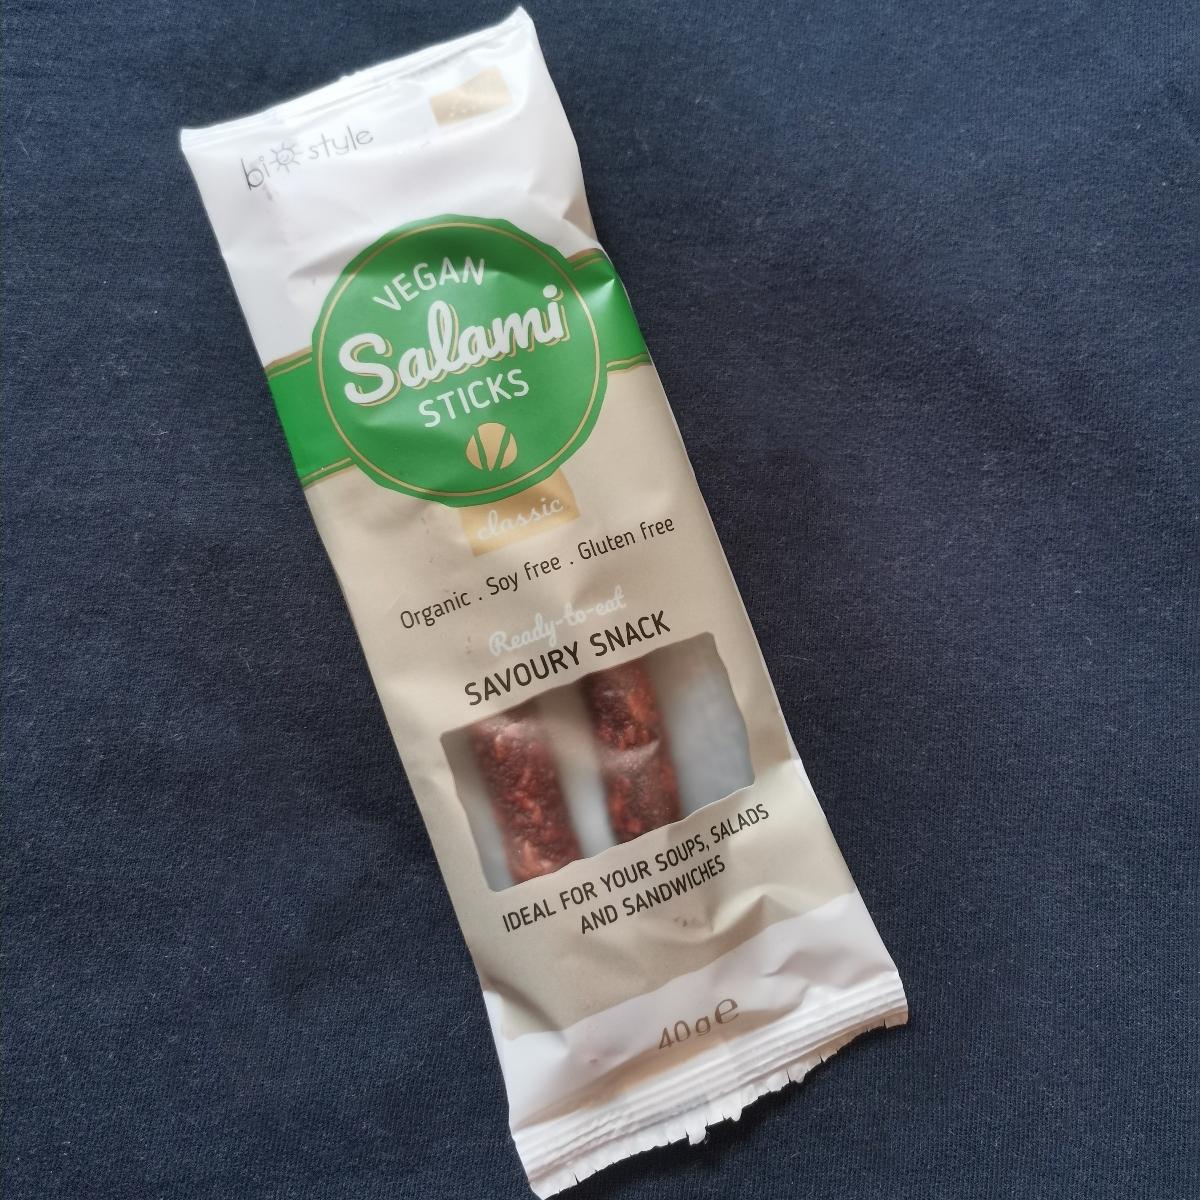 bio style
VEGAN
Salami
STICKS
classic
Organic . Soy free . Gluten free
Ready-to-eat
SAVOURY SNACK
IDEAL FOR YOUR SOUPS, SALADS
AND SANDWICHES
40g℮